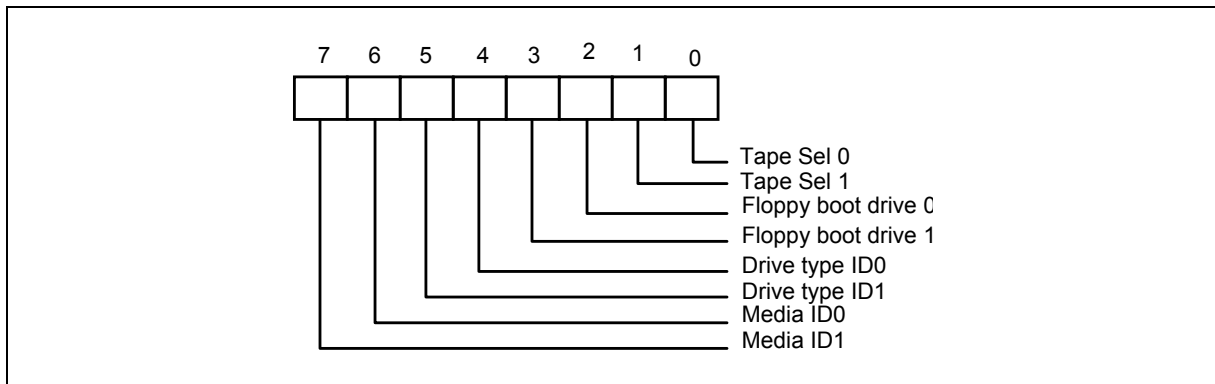 7 6 5 4 3 2 1 0
Tape Sel 0
Tape Sel 1
Floppy boot drive 0
Floppy boot drive 1
Drive type ID0
Drive type ID1
Media ID0
Media ID1